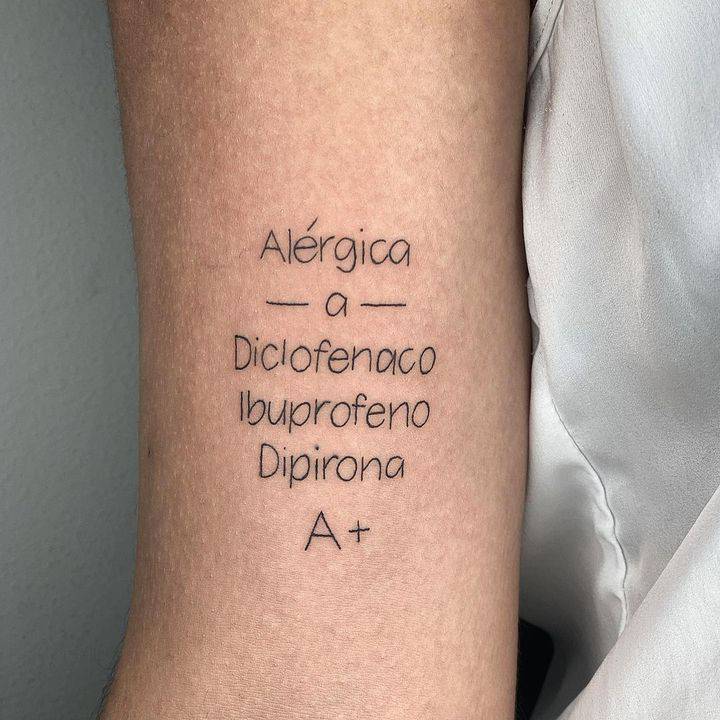 Alérgica
— a —
Diclofenaco
Ibuprofeno
Dipirona
A+